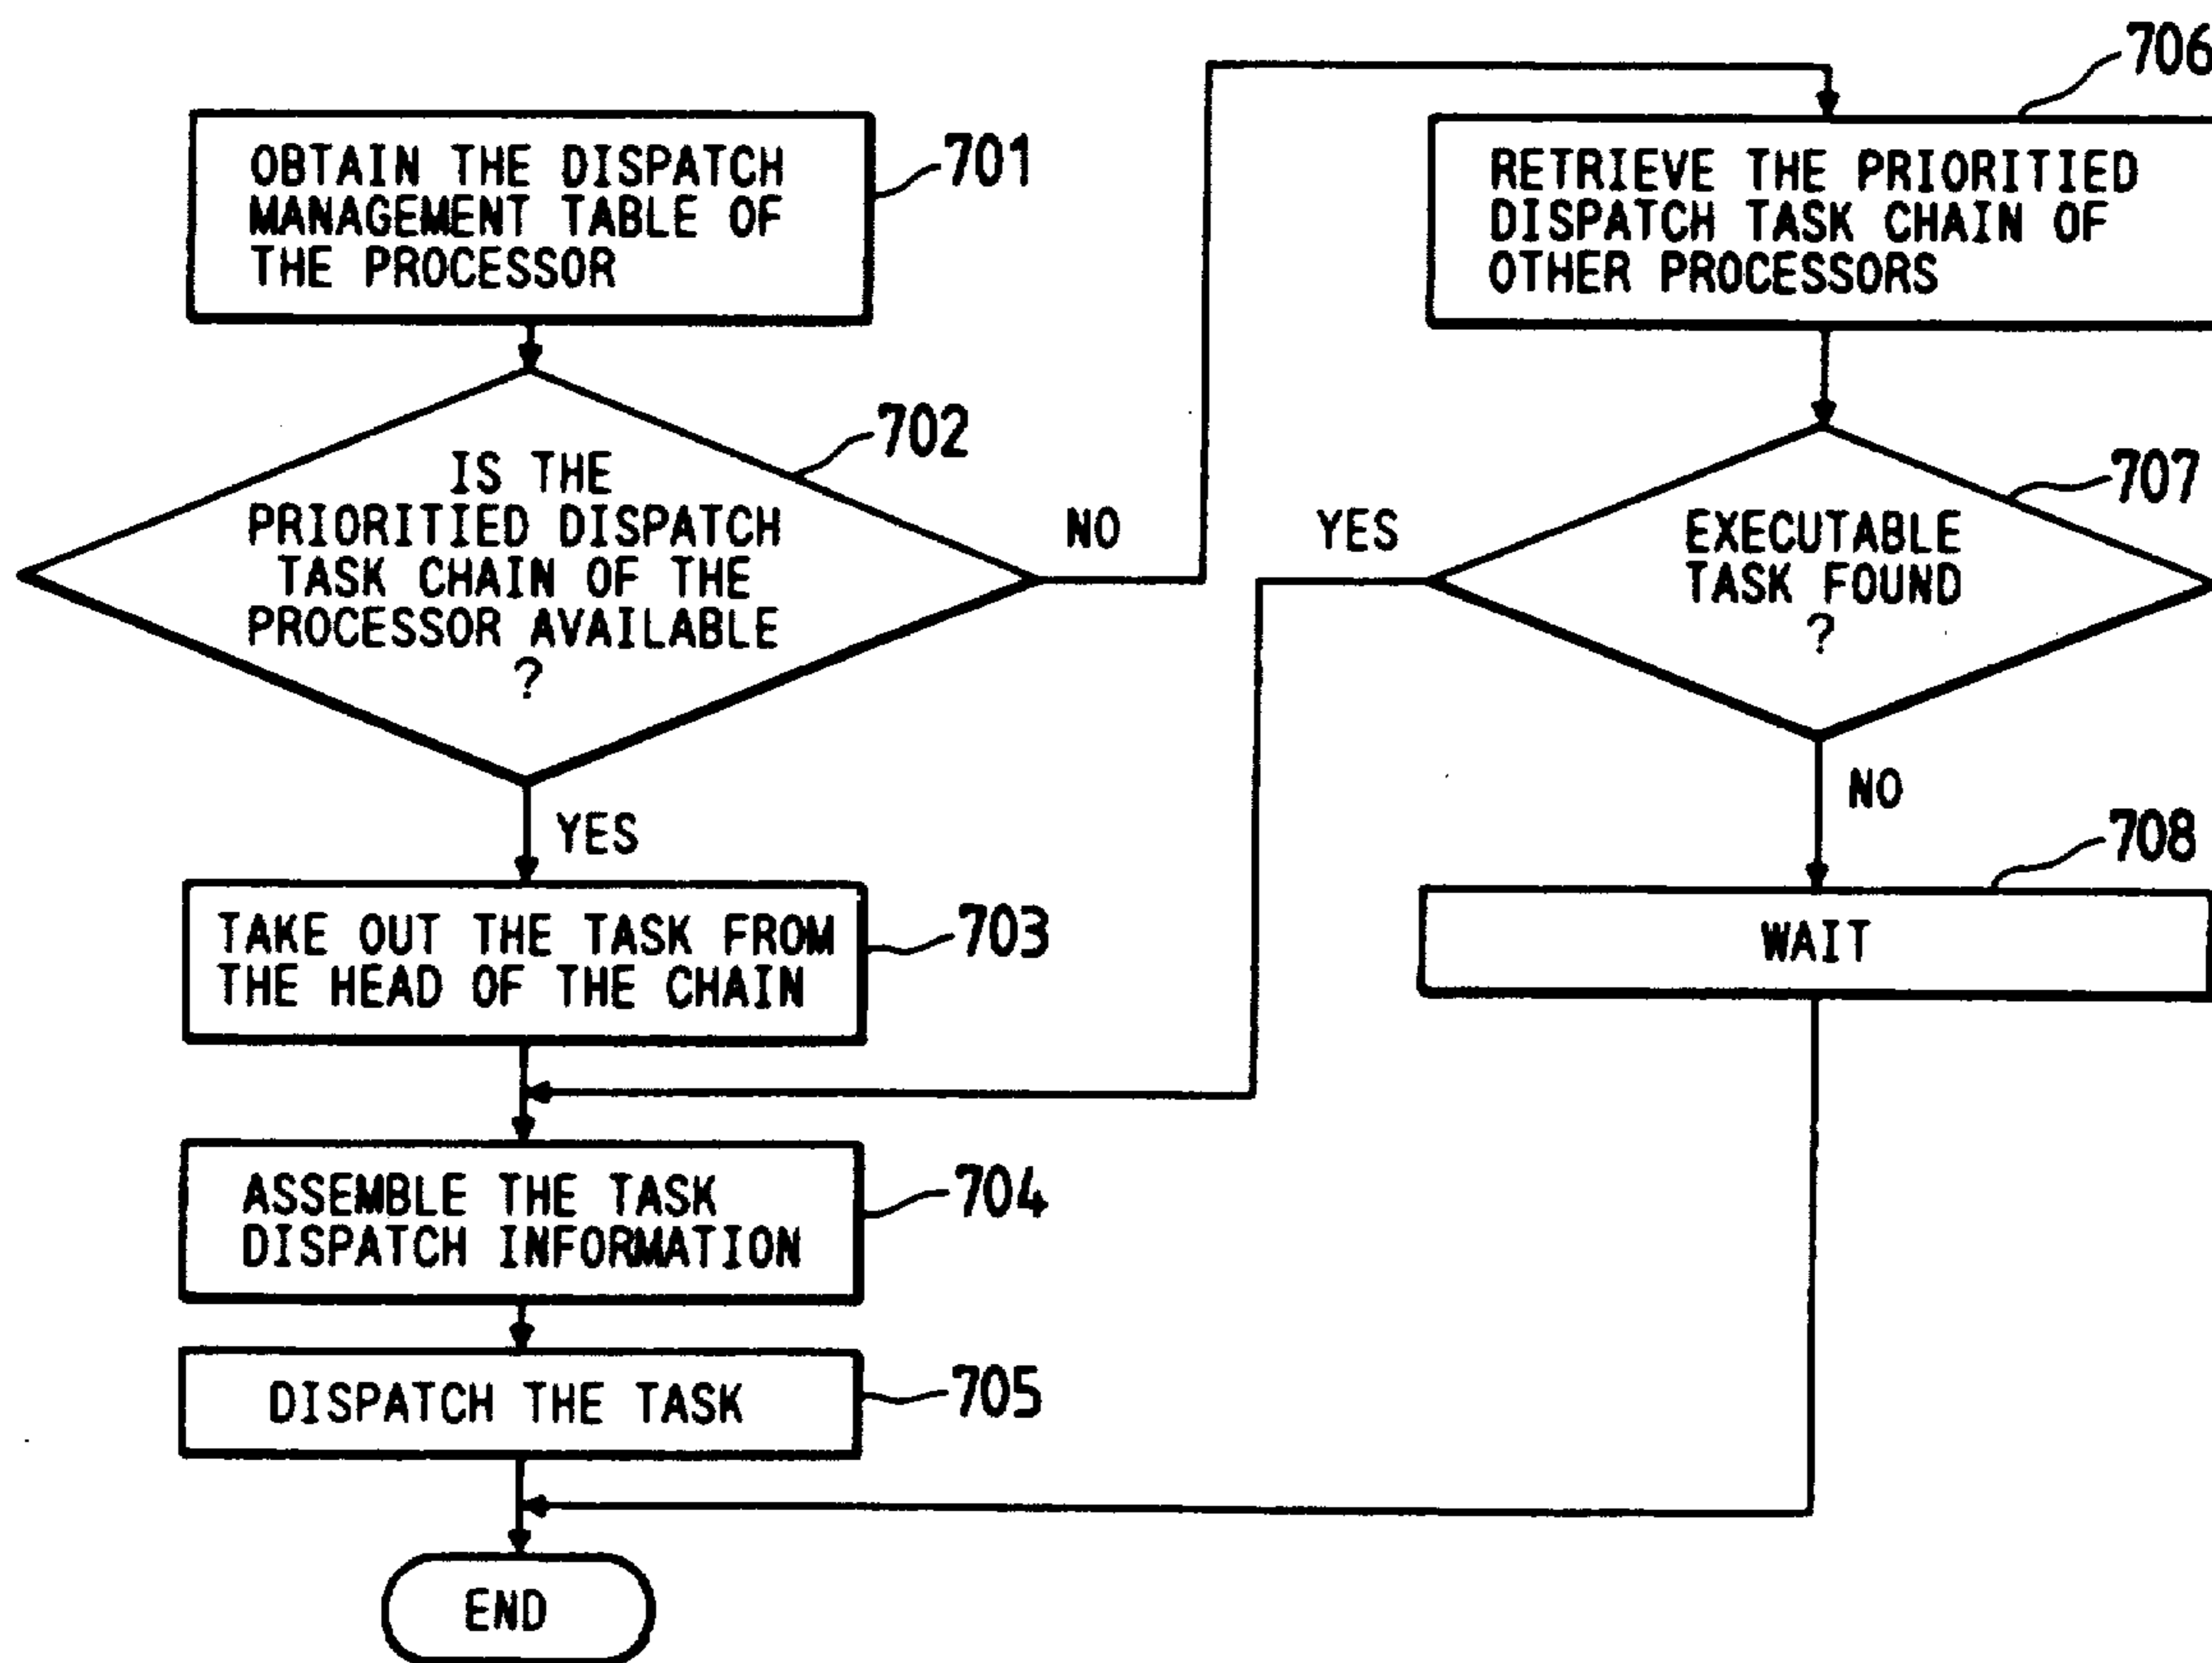 OBTAIN THE DISPATCH
MANAGEMENT TABLE OF
THE PROCESSOR
701
IS THE
PRIORITIED DISPATCH
TASK CHAIN OF THE
PROCESSOR AVAILABLE
?
702
NO
YES
TAKE OUT THE TASK FROM
THE HEAD OF THE CHAIN
703
ASSEMBLE THE TASK
DISPATCH INFORMATION
704
DISPATCH THE TASK
705
END
706
RETRIEVE THE PRIORITIED
DISPATCH TASK CHAIN OF
OTHER PROCESSORS
707
YES
EXECUTABLE
TASK FOUND
?
NO
708
WAIT